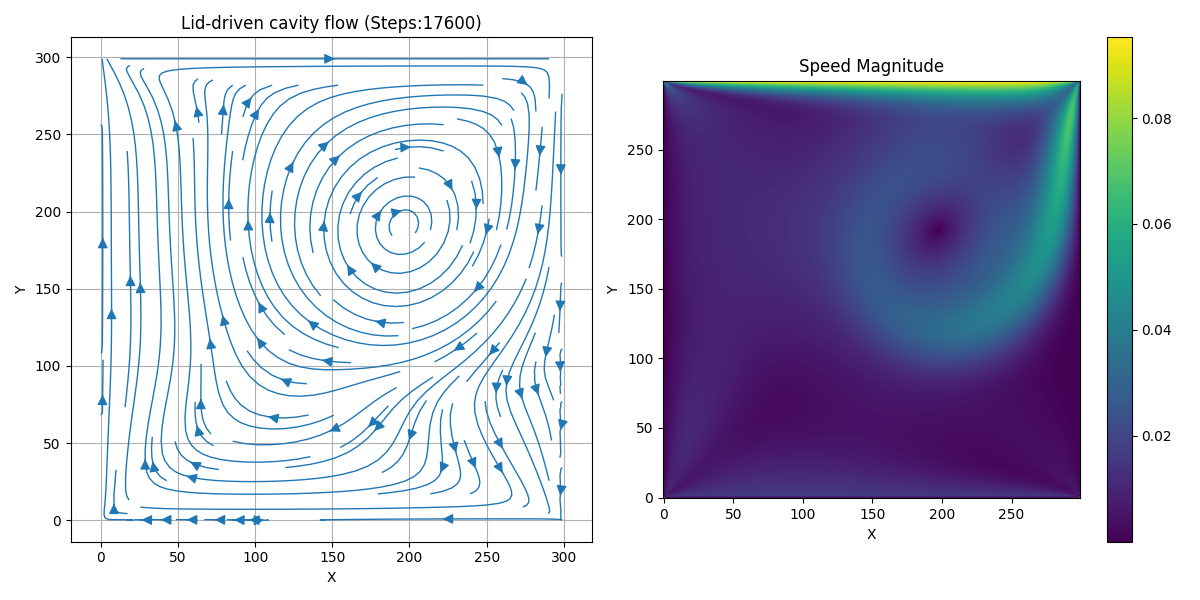 Lid-driven cavity flow (Steps:17600)
300
250
200
150
100
50
0
Y
0 50 100 150 200 250 300
X
Speed Magnitude
250
200
150
100
50
0
Y
0 50 100 150 200 250
X
0.08
0.06
0.04
0.02